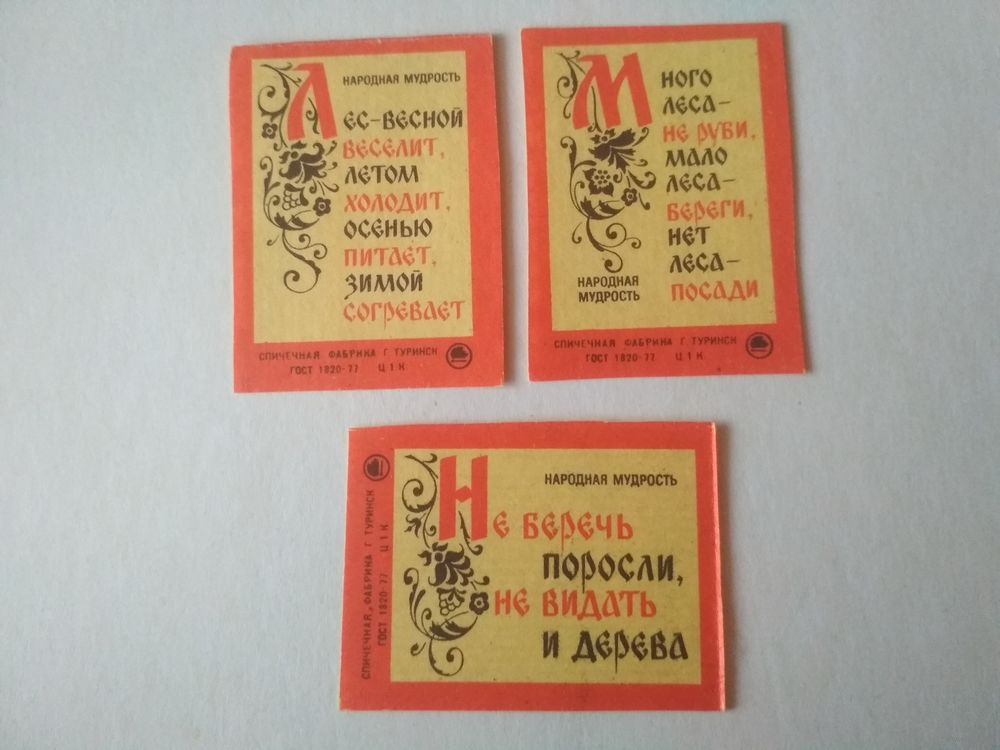 НАРОДНАЯ МУДРОСТЬ
ЛЕС-ВЕСНОЙ
ВЕСЕЛИТ,
ЛЕТОМ
ХОЛОДИТ,
ОСЕНЬЮ
ПИТАЕТ,
ЗИМОЙ
СОГРЕВАЕТ
СПИЧЕЧНАЯ ФАБРИКА Г. ТУРИНСК
ГОСТ 1820-77 Ц 1 К
МНОГО
ЛЕСА-
НЕ РУБИ,
МАЛО
ЛЕСА-
БЕРЕГИ,
НЕТ
ЛЕСА-
ПОСАДИ
НАРОДНАЯ
МУДРОСТЬ
СПИЧЕЧНАЯ ФАБРИКА Г. ТУРИНСК
ГОСТ 1820-77 Ц 1 К
НАРОДНАЯ МУДРОСТЬ
НЕ БЕРЕЧЬ
ПОРОСЛИ,
НЕ ВИДАТЬ
И ДЕРЕВА
СПИЧЕЧНАЯ ФАБРИКА Г ТУРИНСК
ГОСТ 1820-77 Ц 1 К